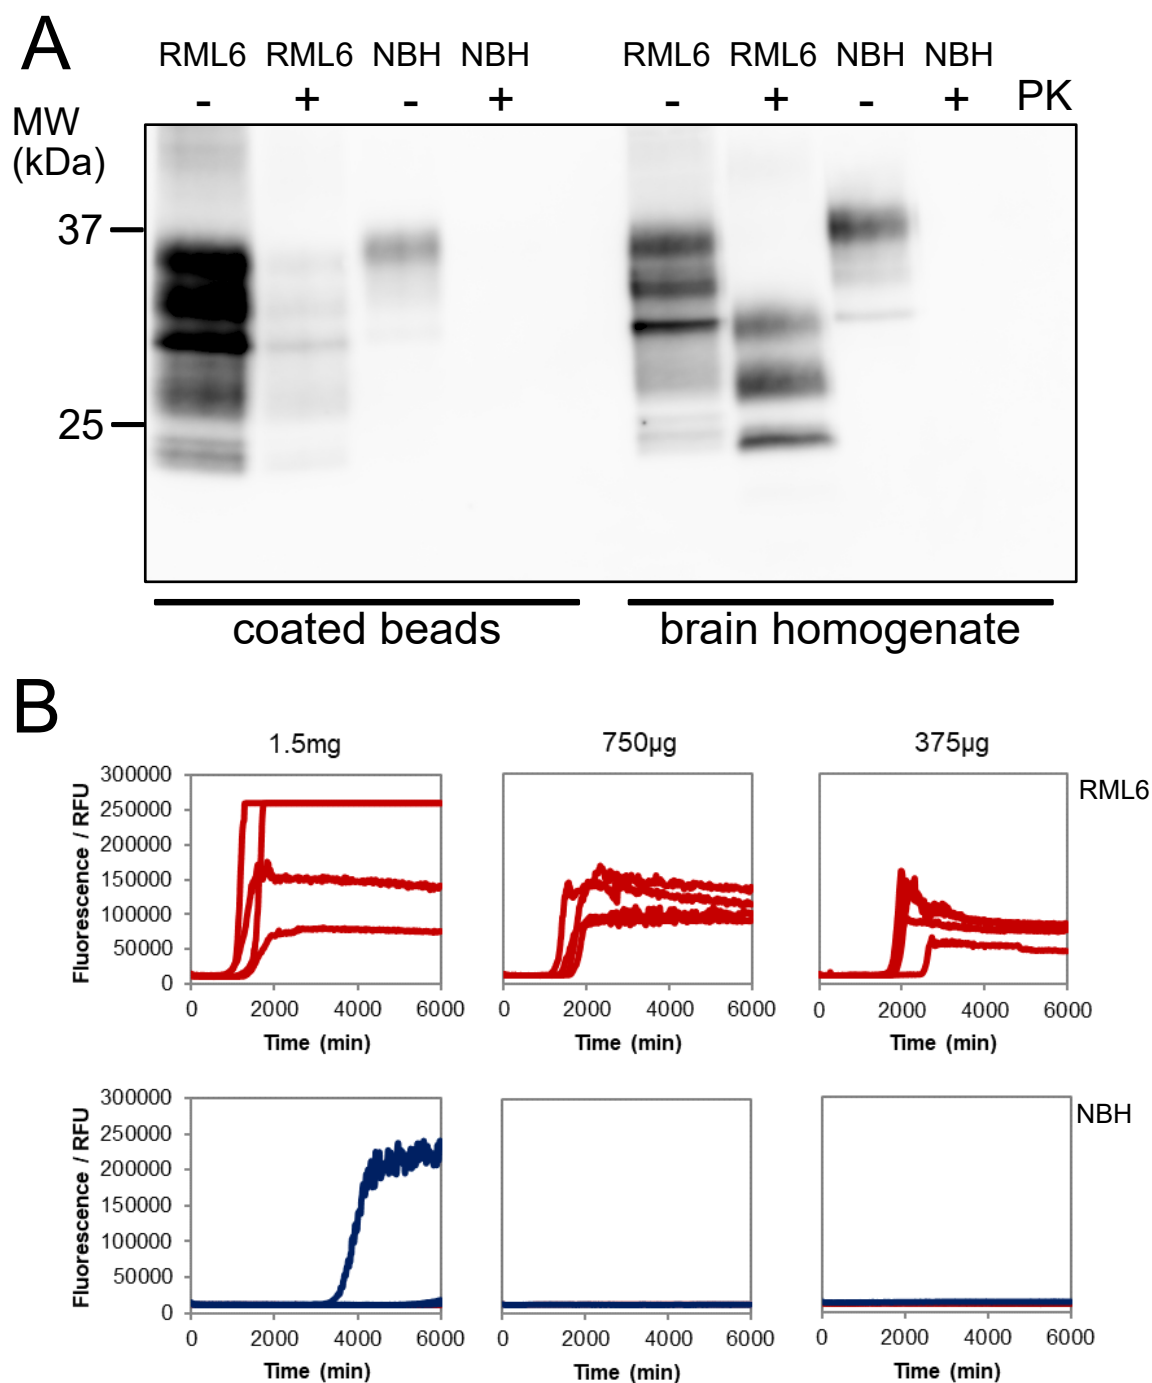 A
RML6 RML6 NBH NBH RML6 RML6 NBH NBH
- + - + - + - + PK
MW
(kDa)
37
25
coated beads brain homogenate
B
1.5mg 750µg 375µg
RML6
Fluorescence / RFU
300000
250000
200000
150000
100000
50000
0
0 2000 4000 6000 0 2000 4000 6000 0 2000 4000 6000
Time (min) Time (min) Time (min)
NBH
Fluorescence / RFU
300000
250000
200000
150000
100000
50000
0
0 2000 4000 6000 0 2000 4000 6000 0 2000 4000 6000
Time (min) Time (min) Time (min)